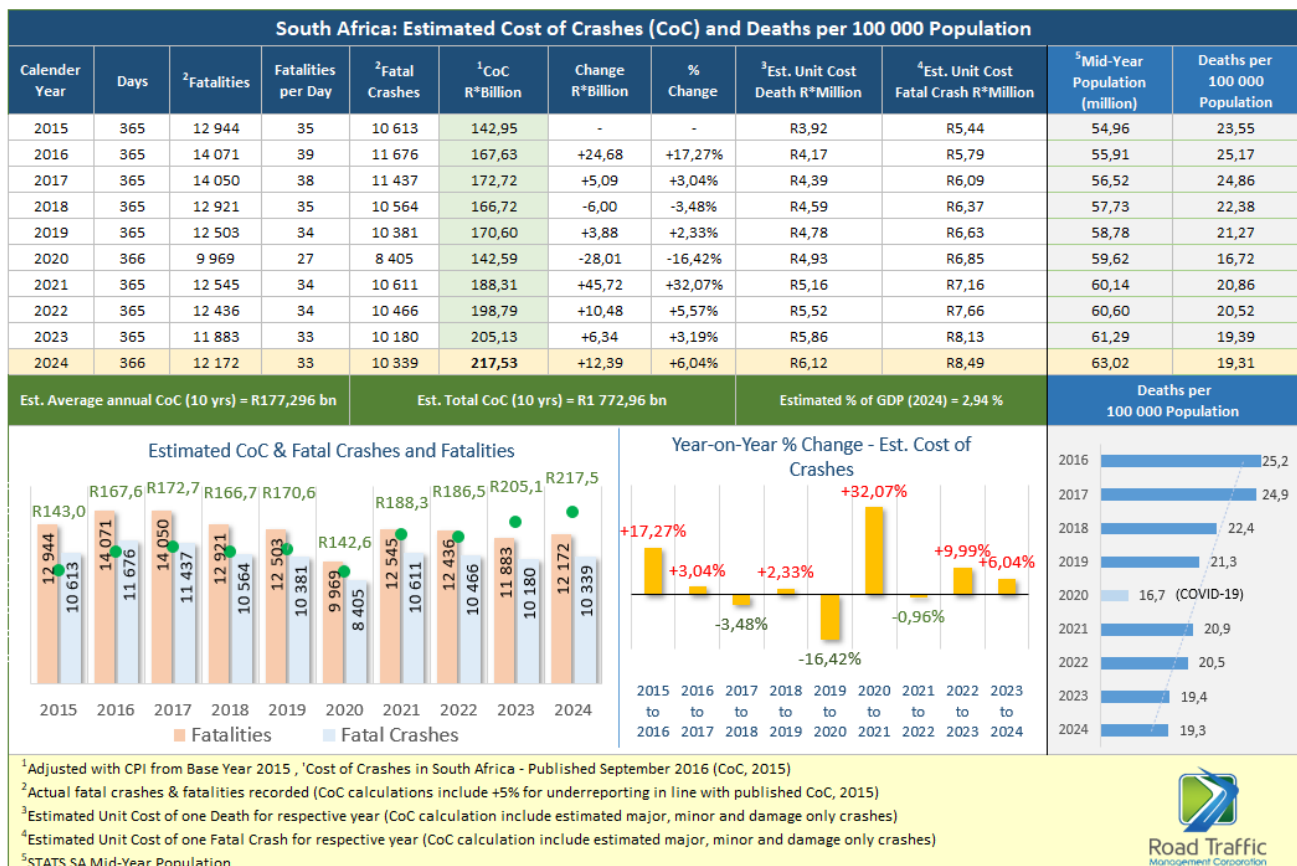 South Africa: Estimated Cost of Crashes (CoC) and Deaths per 100 000 Population
Calender Year | Days | ²Fatalities | Fatalities per Day | ²Fatal Crashes | ¹CoC R*Billion | Change R*Billion | % Change | ³Est. Unit Cost Death R*Million | ⁴Est. Unit Cost Fatal Crash R*Million | ⁵Mid-Year Population (million) | Deaths per 100 000 Population
2015 | 365 | 12 944 | 35 | 10 613 | 142,95 | - | - | R3,92 | R5,44 | 54,96 | 23,55
2016 | 365 | 14 071 | 39 | 11 676 | 167,63 | +24,68 | +17,27% | R4,17 | R5,79 | 55,91 | 25,17
2017 | 365 | 14 050 | 38 | 11 437 | 172,72 | +5,09 | +3,04% | R4,39 | R6,09 | 56,52 | 24,86
2018 | 365 | 12 921 | 35 | 10 564 | 166,72 | -6,00 | -3,48% | R4,59 | R6,37 | 57,73 | 22,38
2019 | 365 | 12 503 | 34 | 10 381 | 170,60 | +3,88 | +2,33% | R4,78 | R6,63 | 58,78 | 21,27
2020 | 366 | 9 969 | 27 | 8 405 | 142,59 | -28,01 | -16,42% | R4,93 | R6,85 | 59,62 | 16,72
2021 | 365 | 12 545 | 34 | 10 611 | 188,31 | +45,72 | +32,07% | R5,16 | R7,16 | 60,14 | 20,86
2022 | 365 | 12 436 | 34 | 10 466 | 198,79 | +10,48 | +5,57% | R5,52 | R7,66 | 60,60 | 20,52
2023 | 365 | 11 883 | 33 | 10 180 | 205,13 | +6,34 | +3,19% | R5,86 | R8,13 | 61,29 | 19,39
2024 | 366 | 12 172 | 33 | 10 339 | 217,53 | +12,39 | +6,04% | R6,12 | R8,49 | 63,02 | 19,31
Est. Average annual CoC (10 yrs) = R177,296 bn | Est. Total CoC (10 yrs) = R1 772,96 bn | Estimated % of GDP (2024) = 2,94 %
Estimated CoC & Fatal Crashes and Fatalities
R143,0 R167,6 R172,7 R166,7 R170,6 R142,6 R188,3 R186,5 R205,1 R217,5
12 944 10 613 14 071 11 676 14 050 11 437 12 921 10 564 12 503 10 381 9 969 8 405 12 545 10 611 12 436 10 466 11 883 10 180 12 172 10 339
2015 2016 2017 2018 2019 2020 2021 2022 2023 2024
Fatalities Fatal Crashes
Year-on-Year % Change - Est. Cost of
Crashes
+17,27% +3,04% -3,48% +2,33% -16,42% +32,07% -0,96% +9,99% +6,04%
2015 2016 2017 2018 2019 2020 2021 2022 2023
to to to to to to to to to
2016 2017 2018 2019 2020 2021 2022 2023 2024
Deaths per
100 000 Population
2016 25,2
2017 24,9
2018 22,4
2019 21,3
2020 16,7 (COVID-19)
2021 20,9
2022 20,5
2023 19,4
2024 19,3
¹Adjusted with CPI from Base Year 2015 , 'Cost of Crashes in South Africa - Published September 2016 (CoC, 2015)
²Actual fatal crashes & fatalities recorded (CoC calculations include +5% for underreporting in line with published CoC, 2015)
³Estimated Unit Cost of one Death for respective year (CoC calculation include estimated major, minor and damage only crashes)
⁴Estimated Unit Cost of one Fatal Crash for respective year (CoC calculation include estimated major, minor and damage only crashes)
⁵STATS SA Mid-Year Population
Road Traffic
Management Corporation